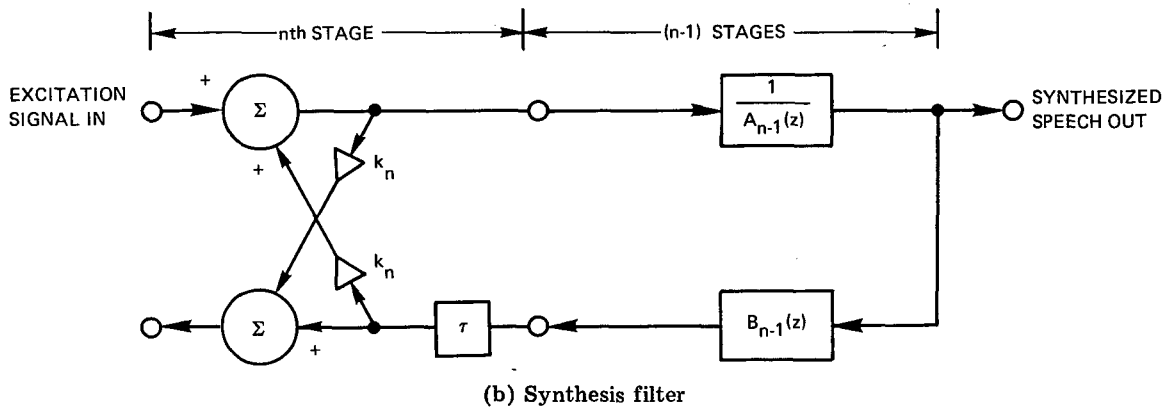 nth STAGE
(n-1) STAGES
EXCITATION
SIGNAL IN
+
Σ
1
A_{n-1}(z)
SYNTHESIZED
SPEECH OUT
+
k_n
k_n
Σ
+
τ
B_{n-1}(z)
(b) Synthesis filter